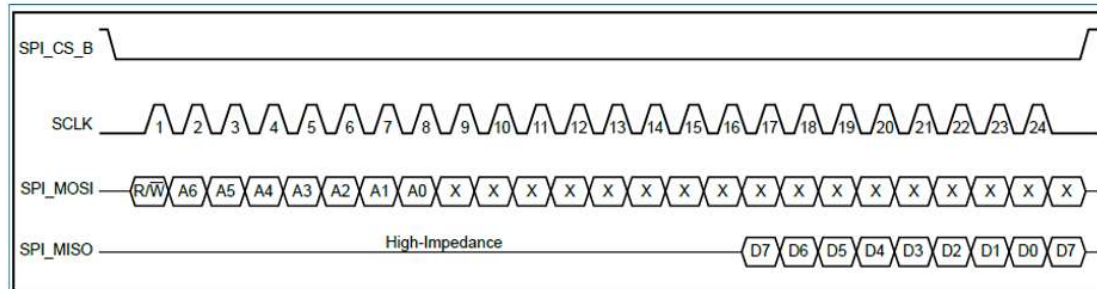 SPI_CS_B
SCLK 1 2 3 4 5 6 7 8 9 10 11 12 13 14 15 16 17 18 19 20 21 22 23 24
SPI_MOSI R/W̅ A6 A5 A4 A3 A2 A1 A0 X X X X X X X X X X X X X X X X X
SPI_MISO High-Impedance D7 D6 D5 D4 D3 D2 D1 D0 D7